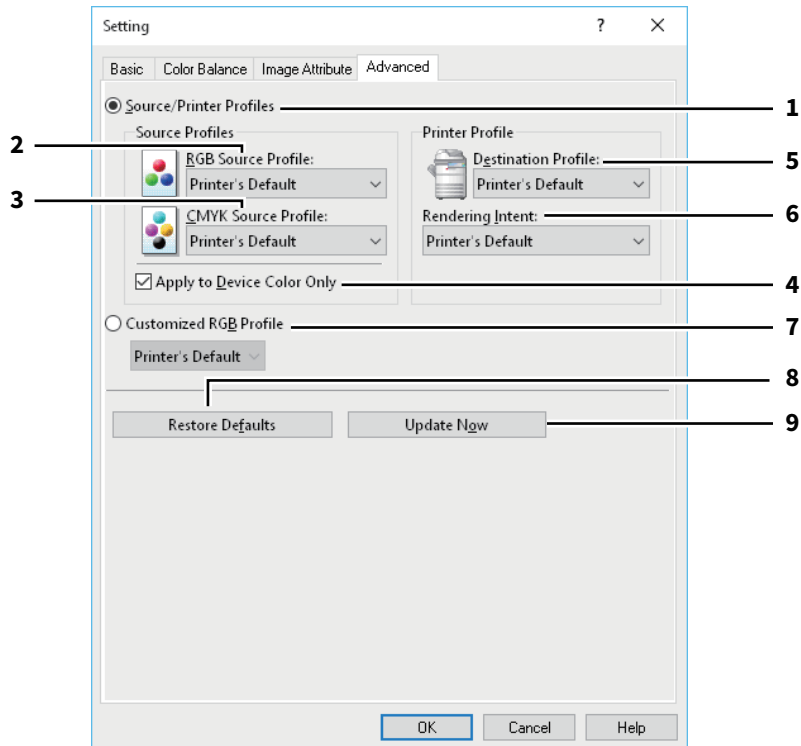 Setting ? ×
Basic Color Balance Image Attribute Advanced
Source/Printer Profiles 1
Source Profiles Printer Profile
2
RGB Source Profile: Destination Profile: 5
Printer's Default Printer's Default
3
CMYK Source Profile: Rendering Intent: 6
Printer's Default Printer's Default
Apply to Device Color Only 4
Customized RGB Profile 7
Printer's Default
8
Restore Defaults Update Now 9
OK Cancel Help